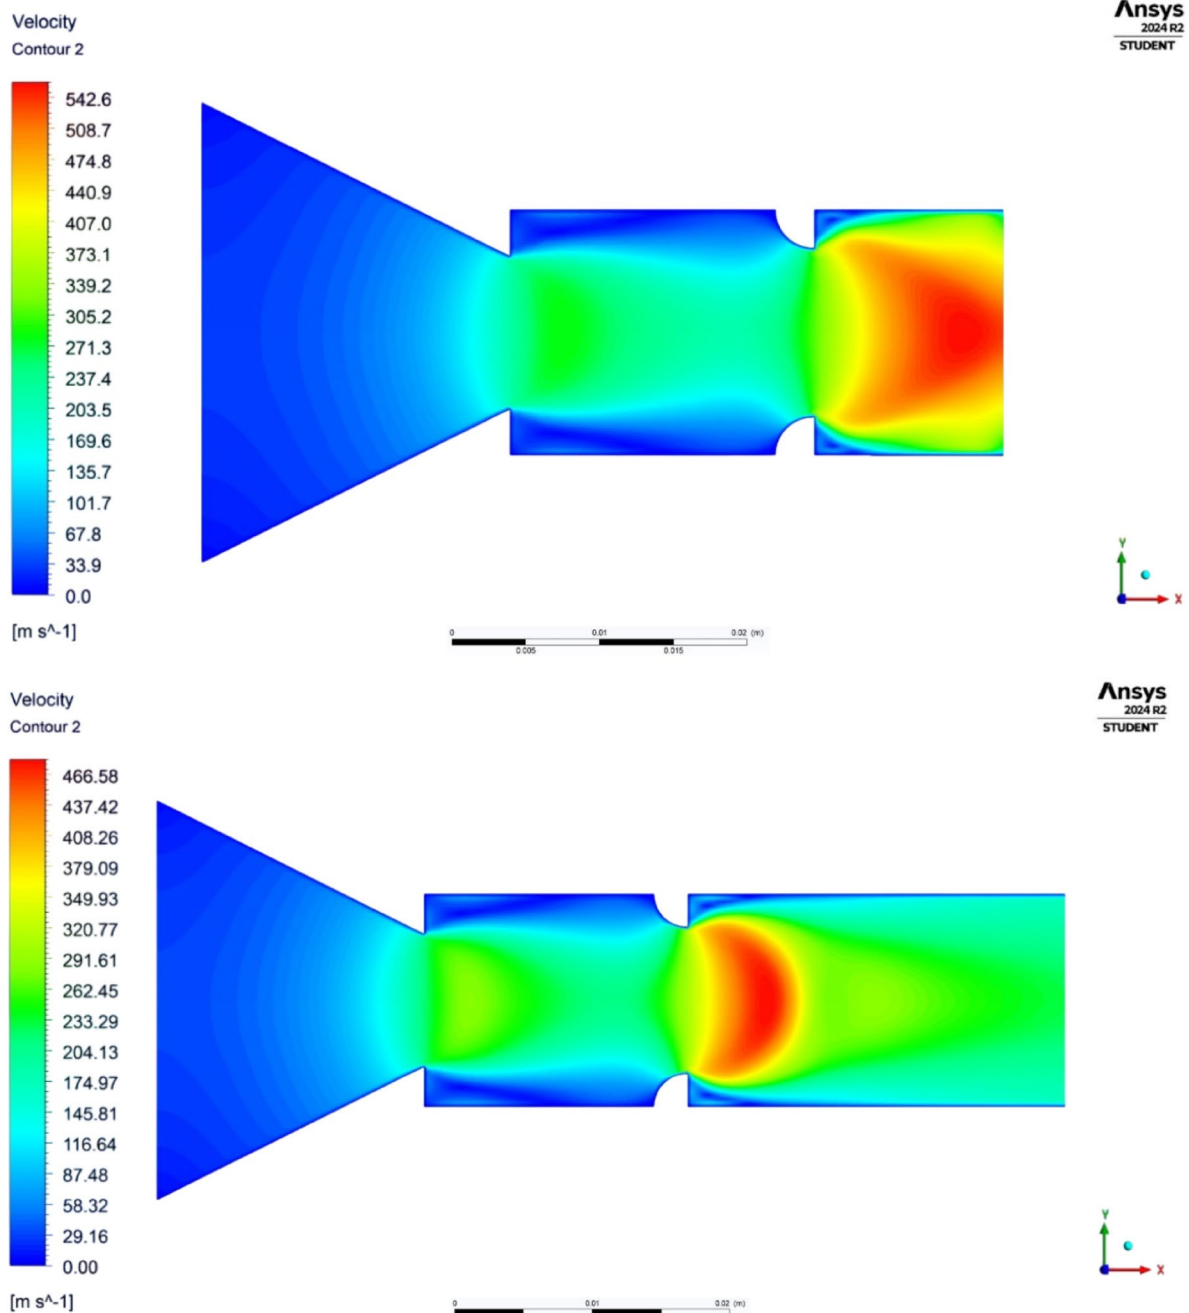 Velocity
Contour 2
Ansys
2024 R2
STUDENT
542.6
508.7
474.8
440.9
407.0
373.1
339.2
305.2
271.3
237.4
203.5
169.6
135.7
101.7
67.8
33.9
0.0
[m s^-1]
Y
X
0 0.01 0.02 (m)
0.005 0.015
Velocity
Contour 2
Ansys
2024 R2
STUDENT
466.58
437.42
408.26
379.09
349.93
320.77
291.61
262.45
233.29
204.13
174.97
145.81
116.64
87.48
58.32
29.16
0.00
[m s^-1]
Y
X
0 0.01 0.02 (m)